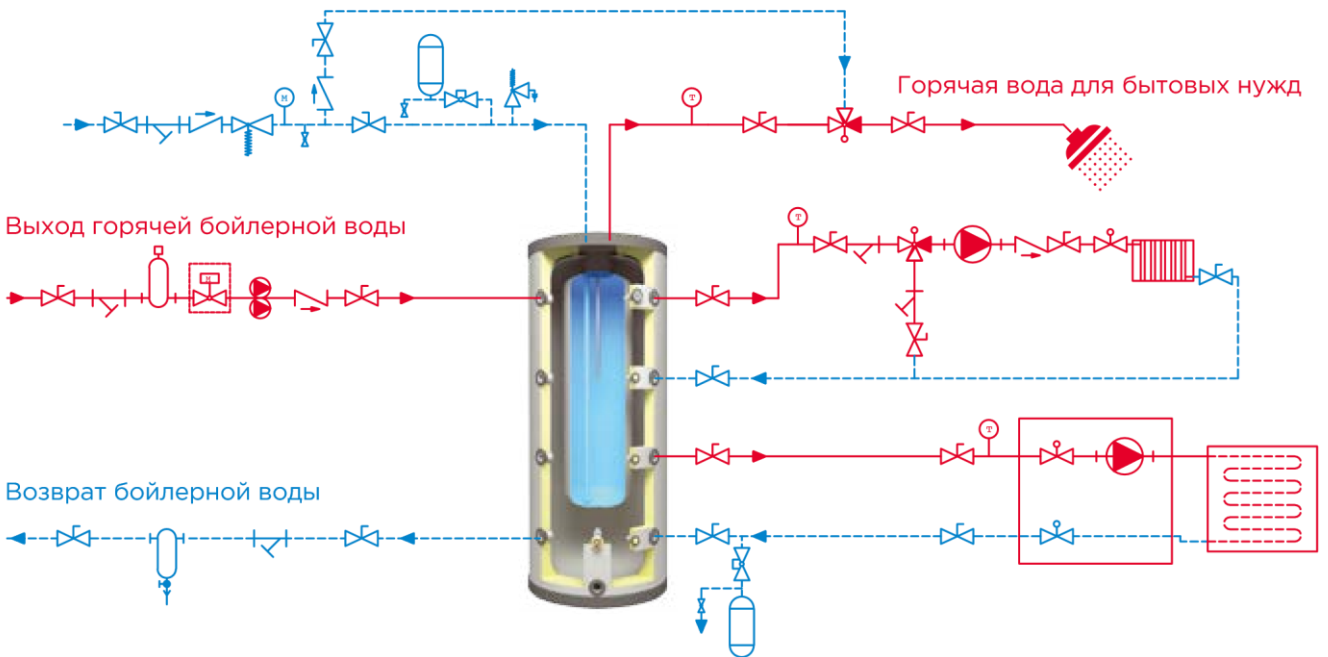 M
T
Горячая вода для бытовых нужд
Выход горячей бойлерной воды
T
M
T
Возврат бойлерной воды